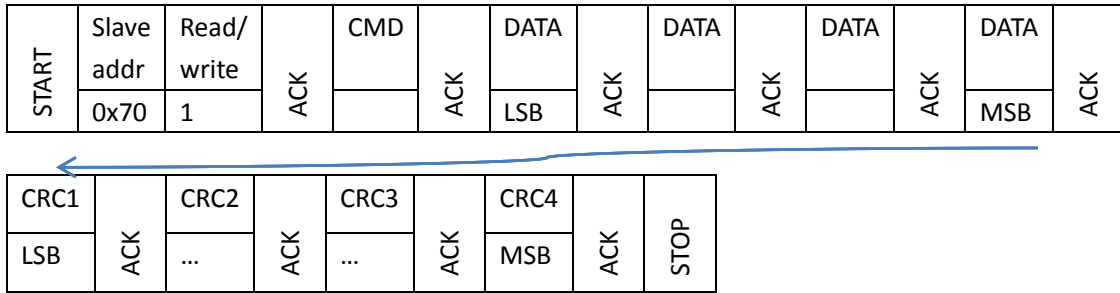 START Slave addr Read/ write ACK CMD ACK DATA ACK DATA ACK DATA ACK DATA ACK
0x70 1 LSB MSB
CRC1 ACK CRC2 ACK CRC3 ACK CRC4 ACK STOP
LSB ... ... MSB